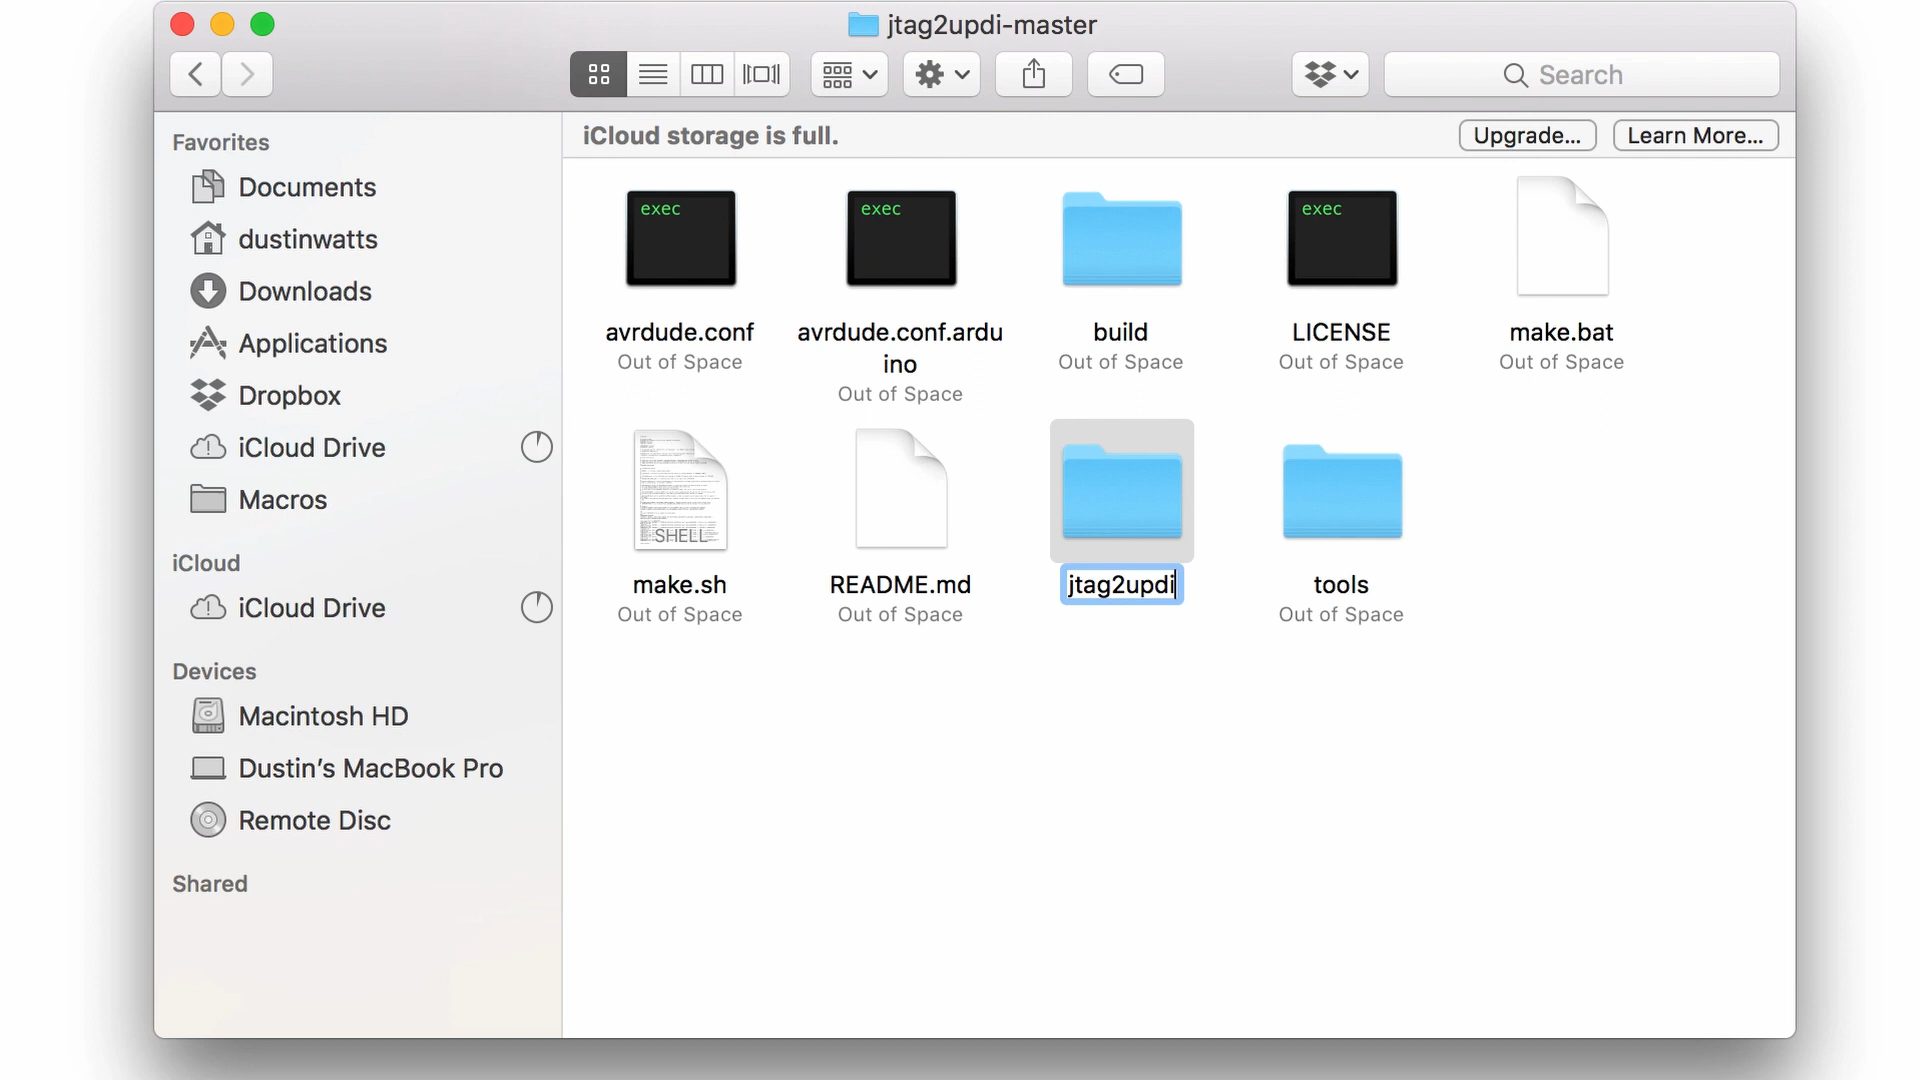 jtag2updi-master
Search
Favorites
Documents
dustinwatts
Downloads
Applications
Dropbox
iCloud Drive
Macros
iCloud
iCloud Drive
Devices
Macintosh HD
Dustin’s MacBook Pro
Remote Disc
Shared
iCloud storage is full.
Upgrade...
Learn More...
exec
exec
exec
avrdude.conf
Out of Space
avrdude.conf.ardu
ino
Out of Space
build
Out of Space
LICENSE
Out of Space
make.bat
Out of Space
SHELL
make.sh
Out of Space
README.md
Out of Space
jtag2updi
tools
Out of Space